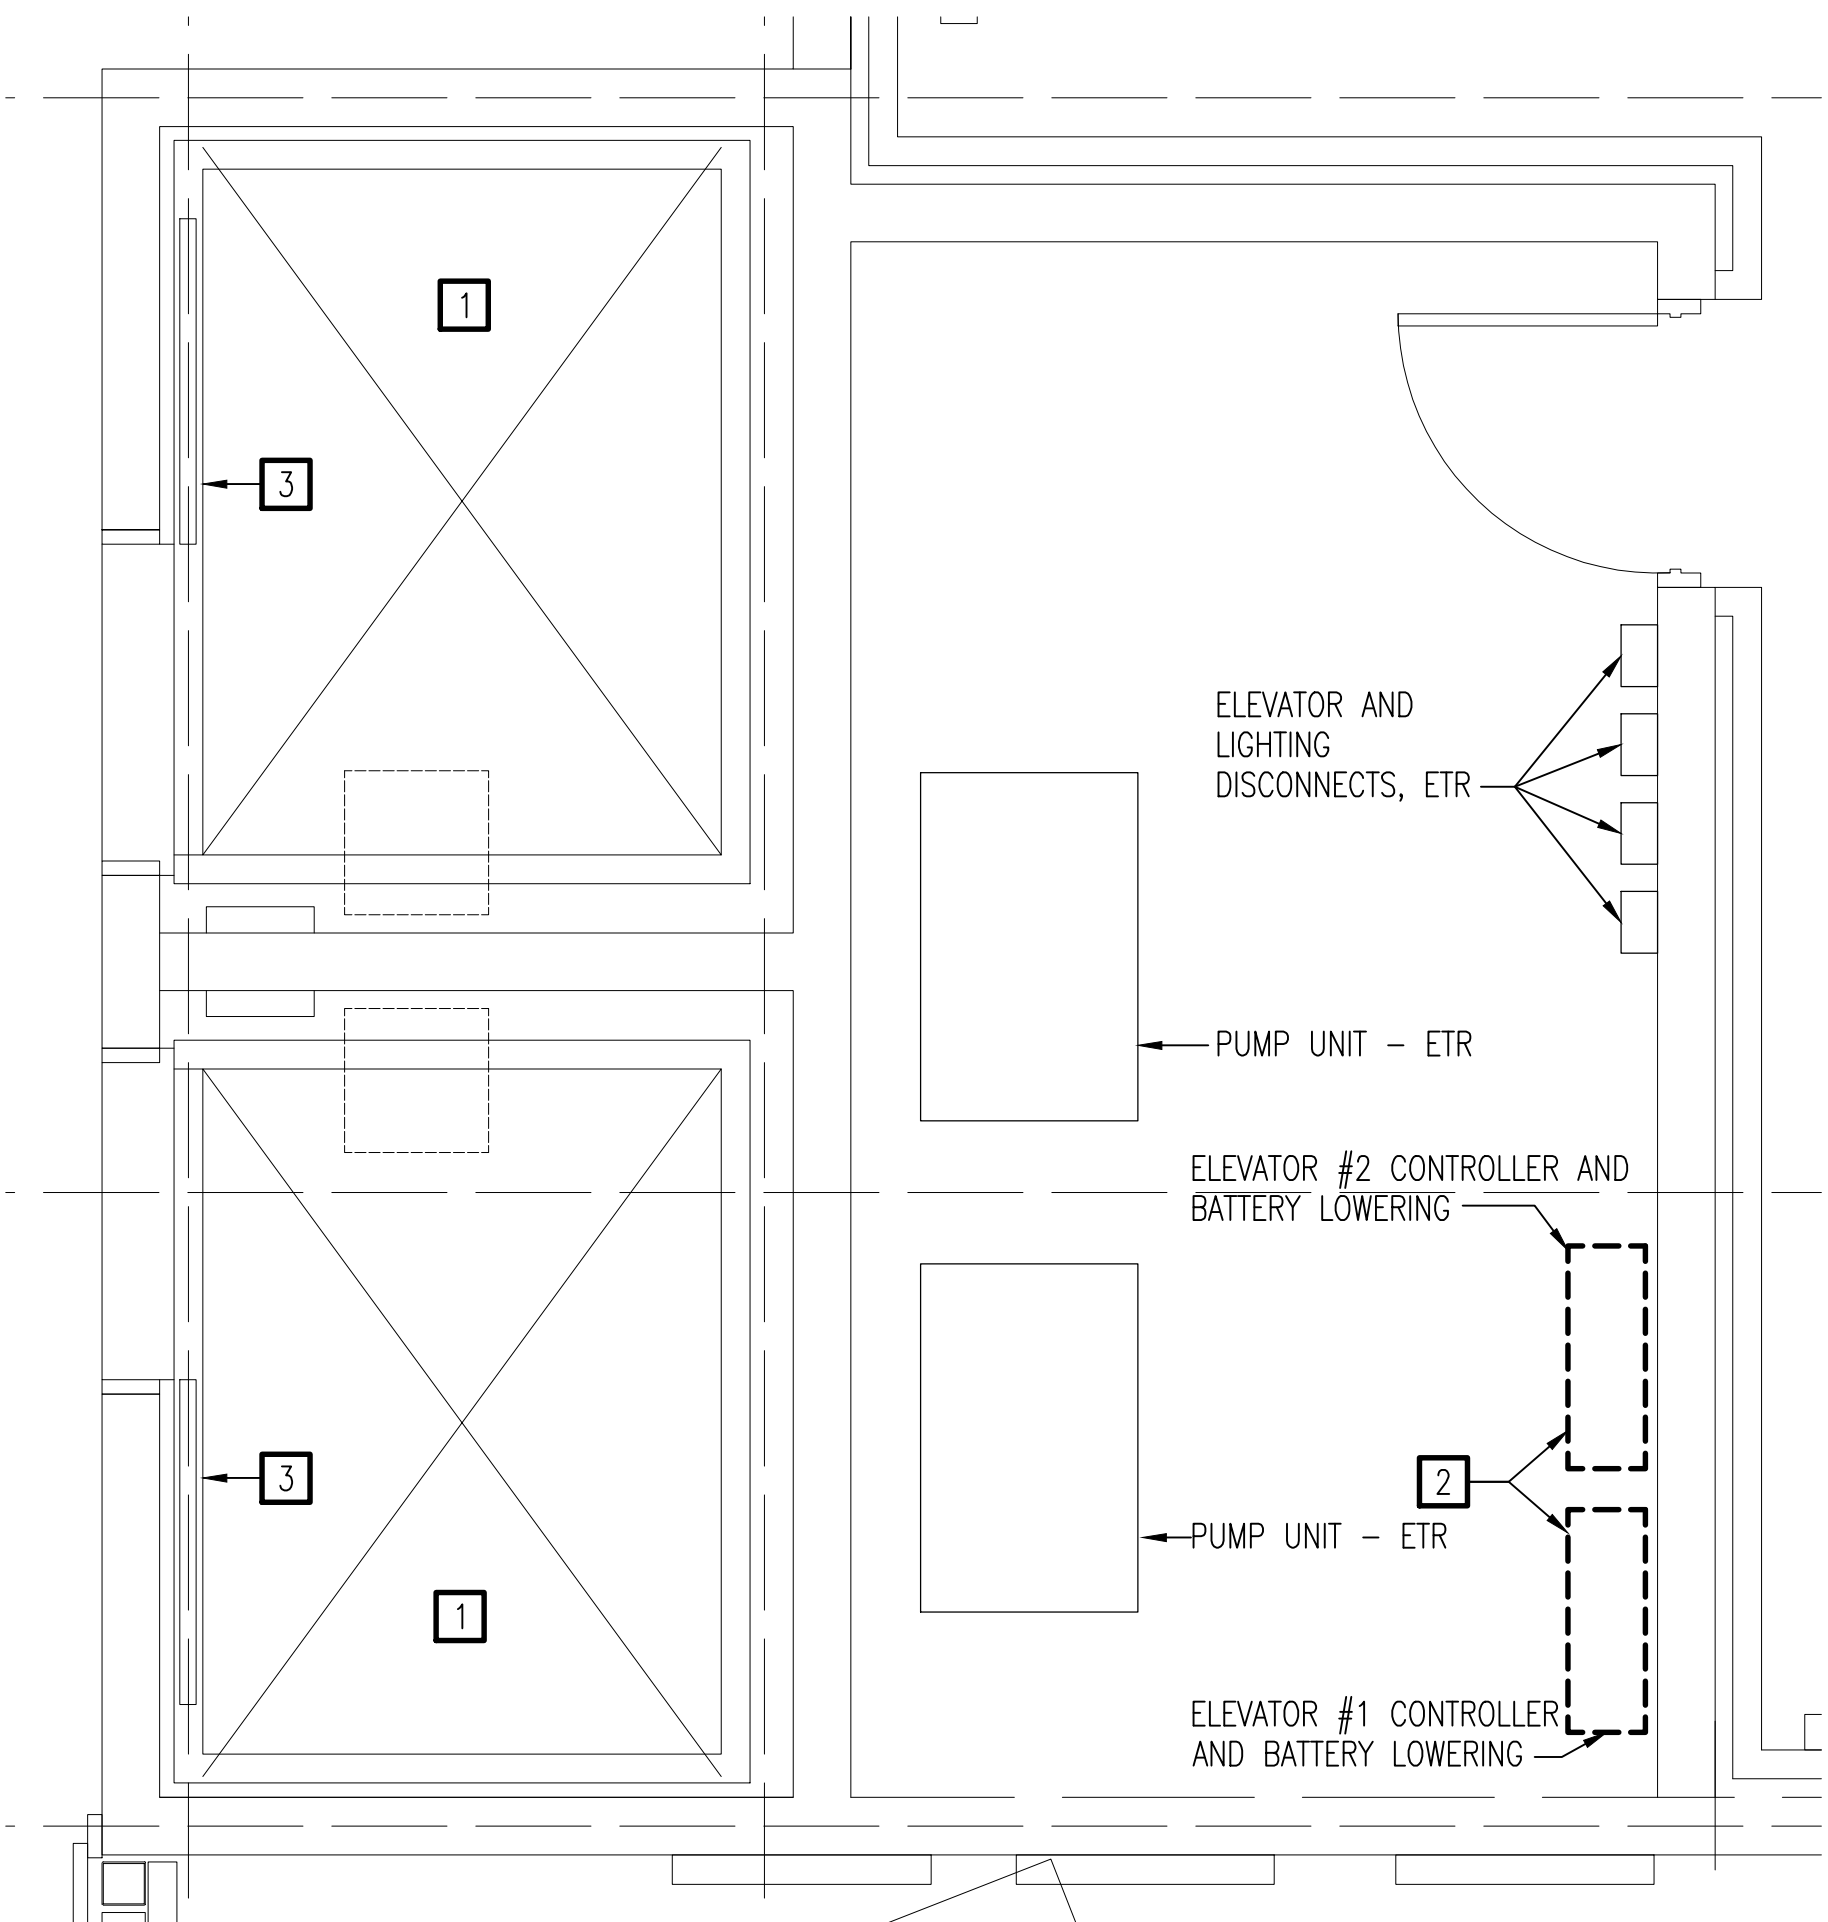 1
3
ELEVATOR AND
LIGHTING
DISCONNECTS, ETR
PUMP UNIT - ETR
ELEVATOR #2 CONTROLLER AND
BATTERY LOWERING
3
2
PUMP UNIT - ETR
1
ELEVATOR #1 CONTROLLER
AND BATTERY LOWERING